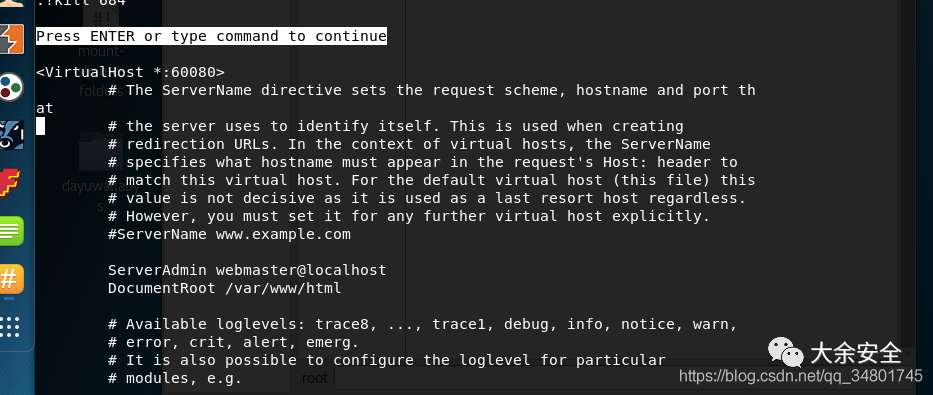 :!kill 684
Press ENTER or type command to continue
<VirtualHost *:60080>
# The ServerName directive sets the request scheme, hostname and port th
at
# the server uses to identify itself. This is used when creating
# redirection URLs. In the context of virtual hosts, the ServerName
# specifies what hostname must appear in the request's Host: header to
# match this virtual host. For the default virtual host (this file) this
# value is not decisive as it is used as a last resort host regardless.
# However, you must set it for any further virtual host explicitly.
#ServerName www.example.com
ServerAdmin webmaster@localhost
DocumentRoot /var/www/html
# Available loglevels: trace8, ..., trace1, debug, info, notice, warn,
# error, crit, alert, emerg.
# It is also possible to configure the loglevel for particular
# modules, e.g.
mount-
folders
dayuwallaby
s
root
大余安全
https://blog.csdn.net/qq_34801745